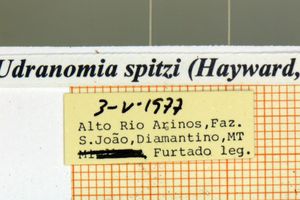 Udranomia spitzi (Hayward,
3-V-1977
Alto Rio Arinos,Faz.
S.João,Diamantino,MT
Furtado leg.